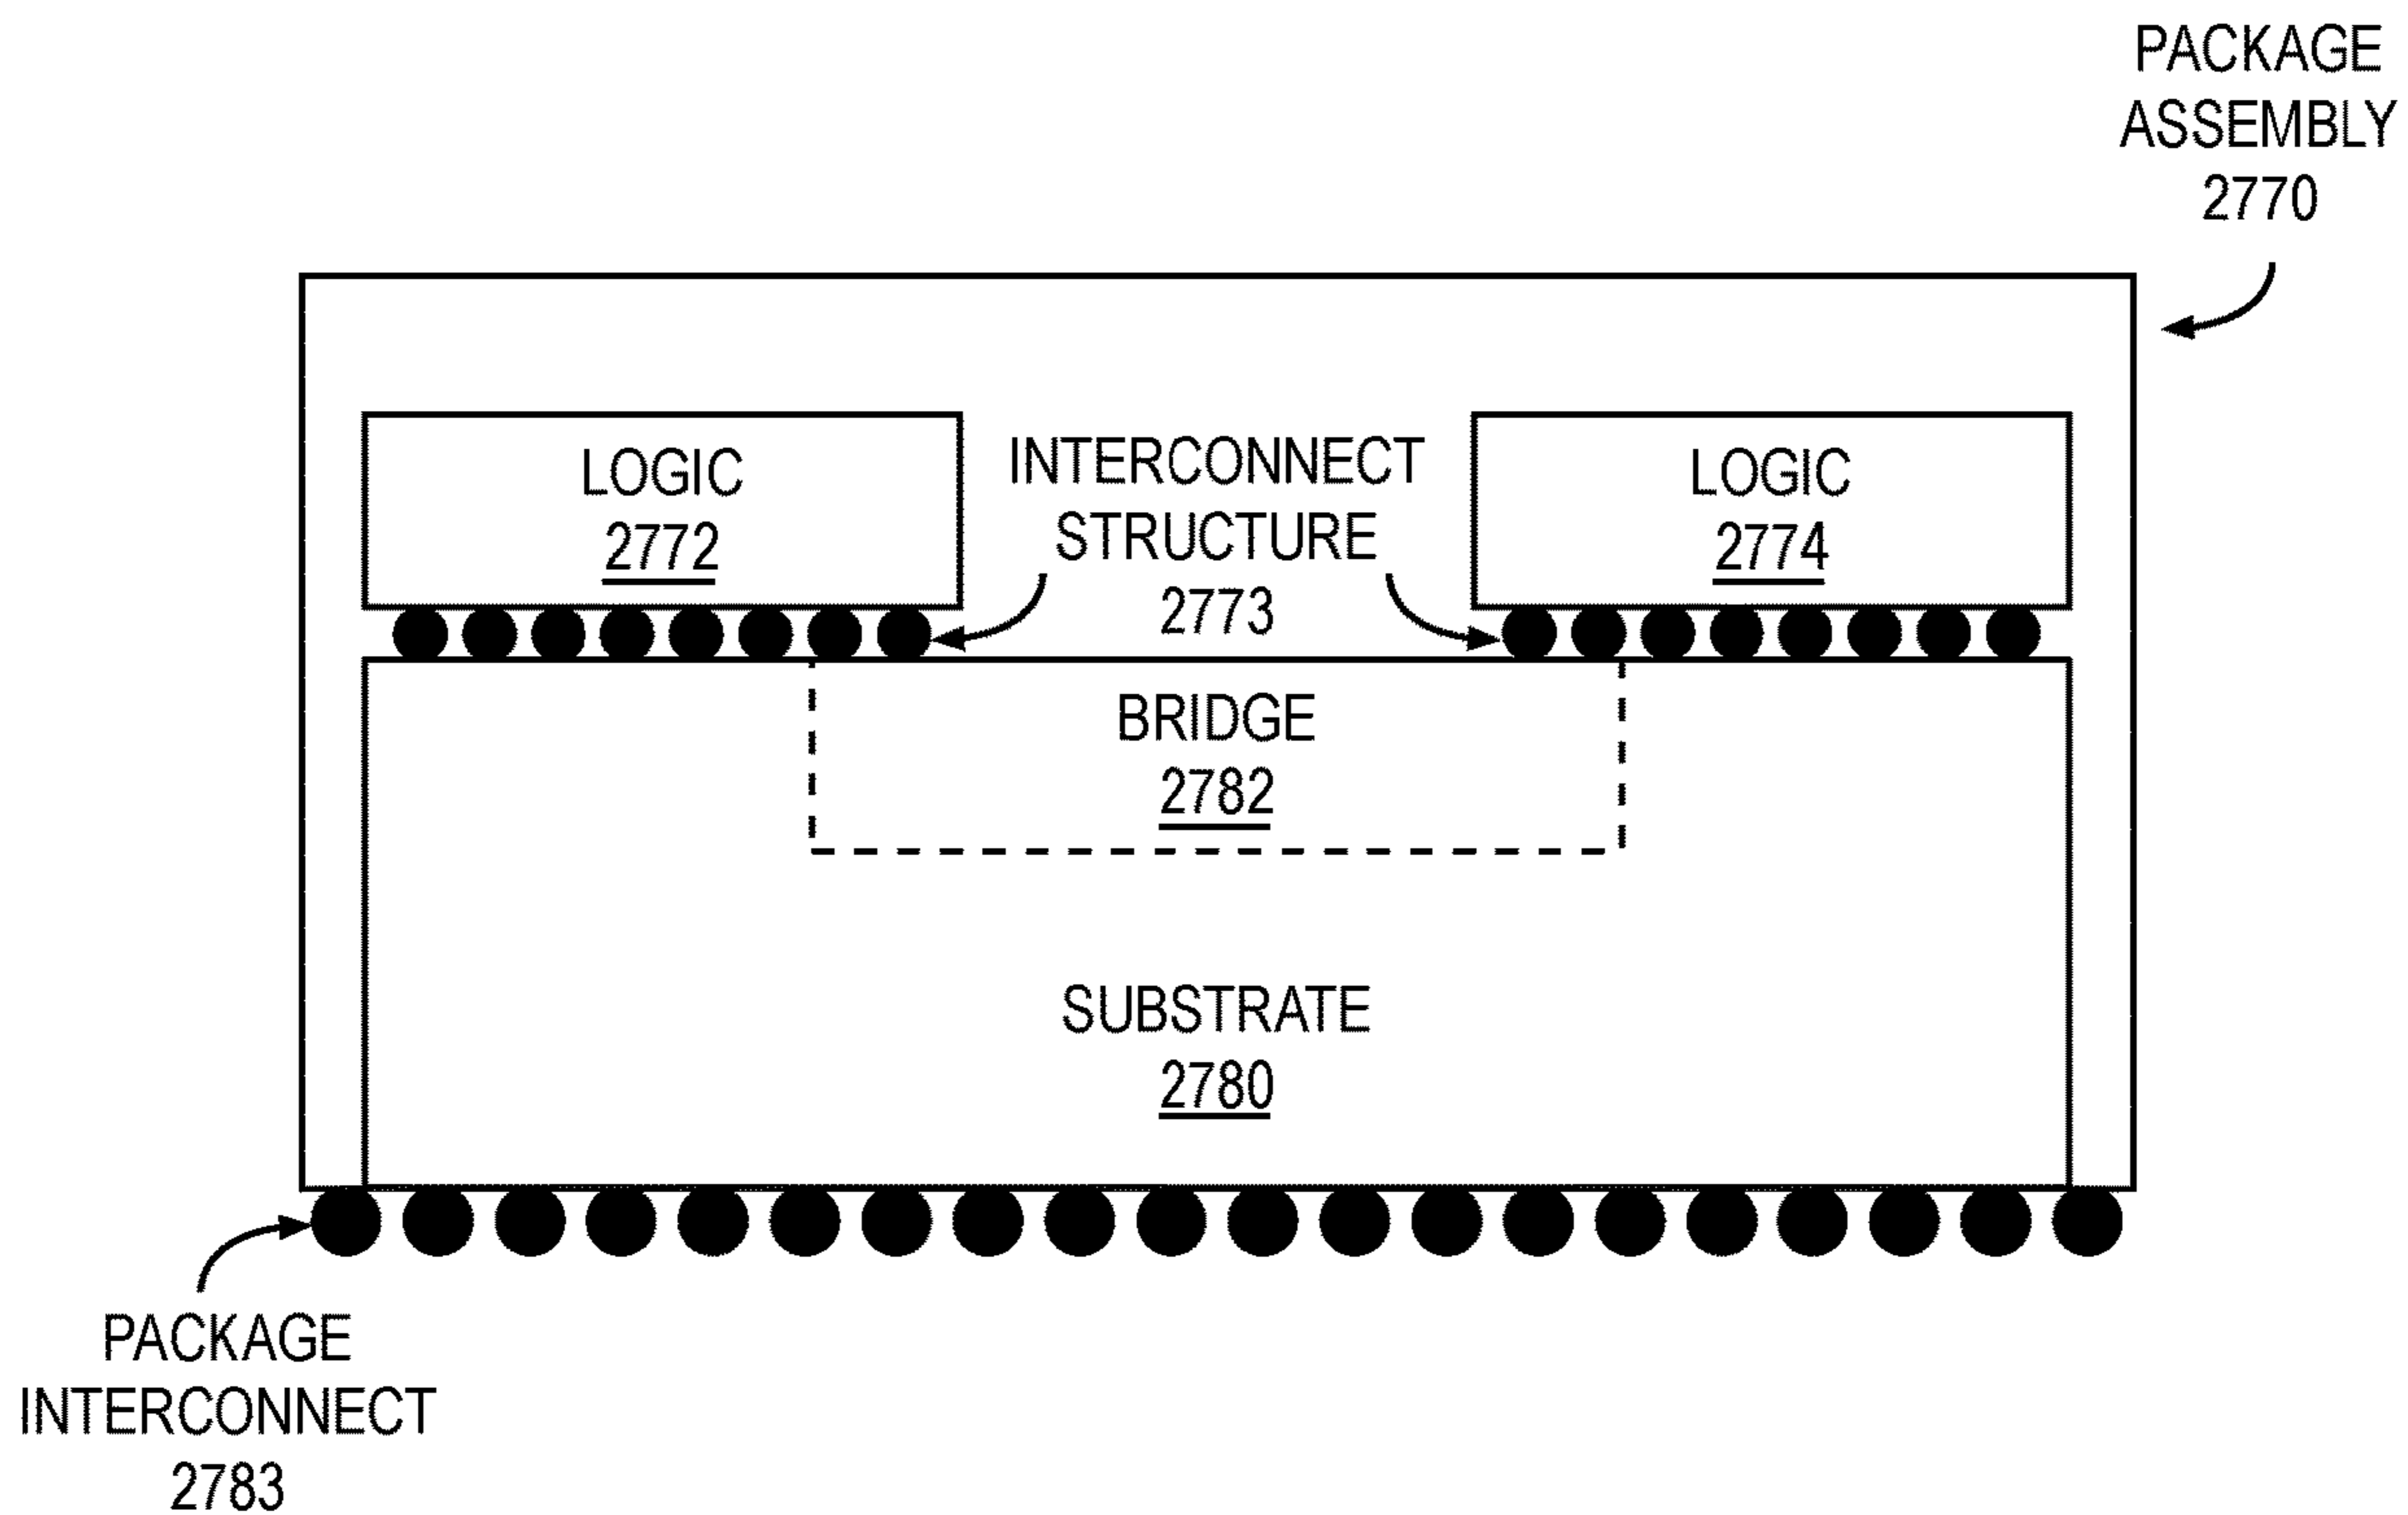 PACKAGE
ASSEMBLY
2770
LOGIC
2772
INTERCONNECT
STRUCTURE
2773
LOGIC
2774
BRIDGE
2782
SUBSTRATE
2780
PACKAGE
INTERCONNECT
2783